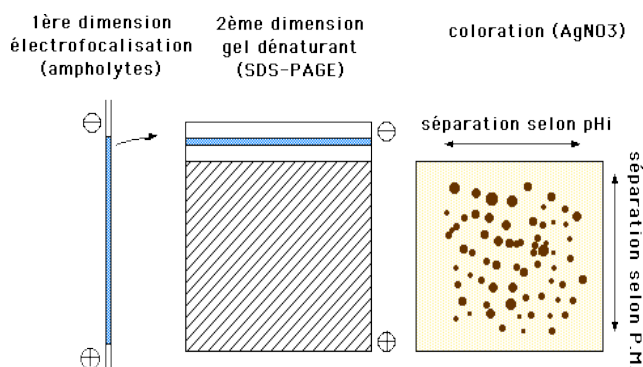 1ère dimension
électrofocalisation
(ampholytes)
2ème dimension
gel dénaturant
(SDS-PAGE)
coloration (AgNO3)
séparation selon pHi
séparation selon P.M